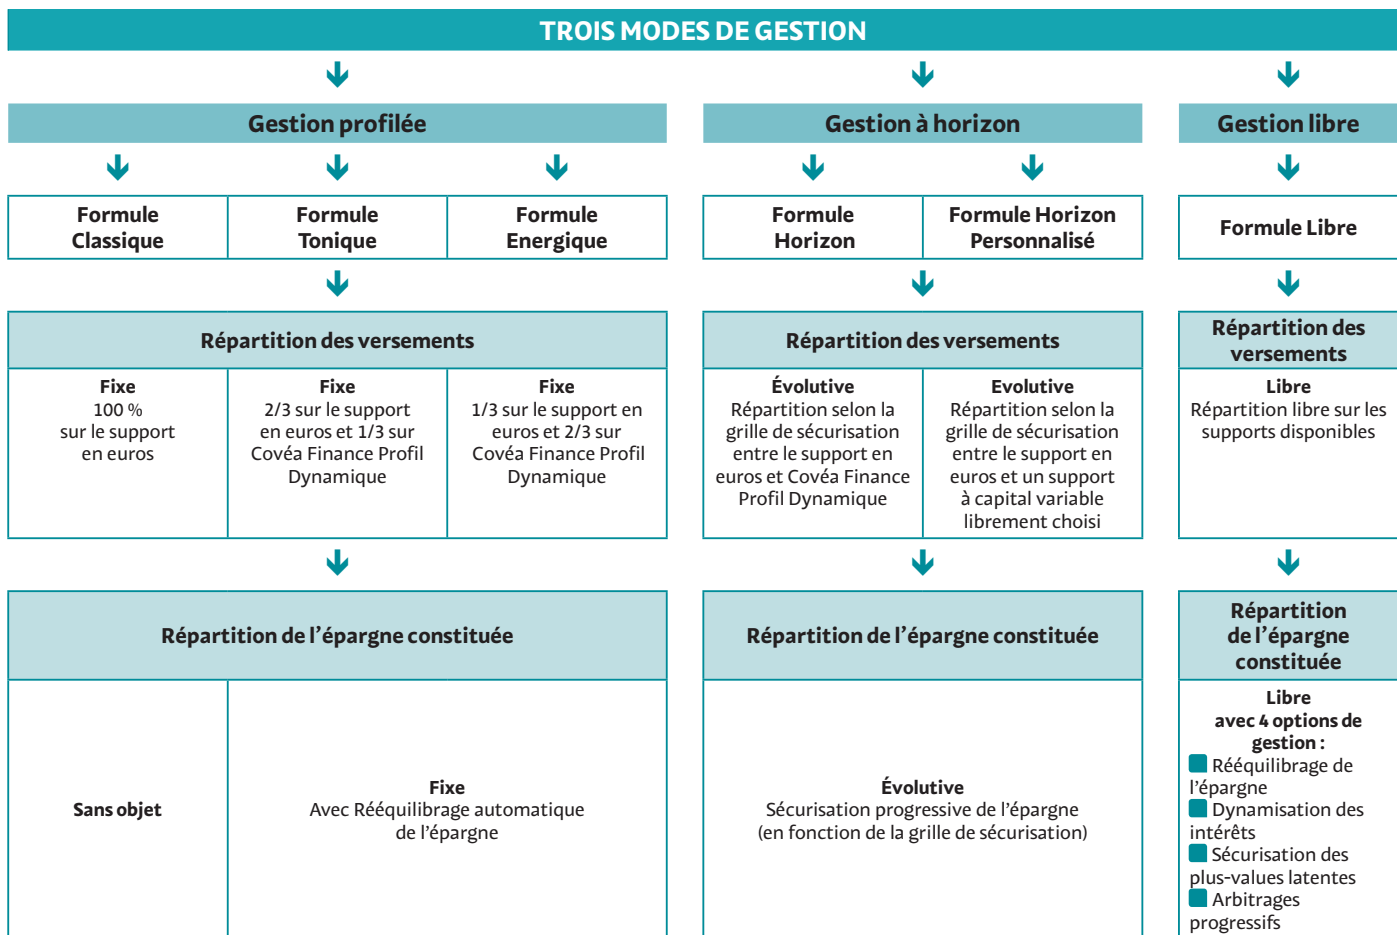 TROIS MODES DE GESTION
Gestion profilée
Gestion à horizon
Gestion libre
Formule
Classique
Formule
Tonique
Formule
Energique
Formule
Horizon
Formule Horizon
Personnalisé
Formule Libre
Répartition des versements
Répartition des versements
Répartition des
versements
Fixe
100 %
sur le support
en euros
Fixe
2/3 sur le support
en euros et 1/3 sur
Covéa Finance Profil
Dynamique
Fixe
1/3 sur le support en
euros et 2/3 sur
Covéa Finance Profil
Dynamique
Évolutive
Répartition selon la
grille de sécurisation
entre le support en
euros et Covéa Finance
Profil Dynamique
Evolutive
Répartition selon la
grille de sécurisation
entre le support en
euros et un support
à capital variable
librement choisi
Libre
Répartition libre sur les
supports disponibles
Répartition de l'épargne constituée
Répartition de l'épargne constituée
Répartition
de l'épargne
constituée
Sans objet
Fixe
Avec Rééquilibrage automatique
de l'épargne
Évolutive
Sécurisation progressive de l'épargne
(en fonction de la grille de sécurisation)
Libre
avec 4 options de
gestion :
Rééquilibrage de
l'épargne
Dynamisation des
intérêts
Sécurisation des
plus-values latentes
Arbitrages
progressifs